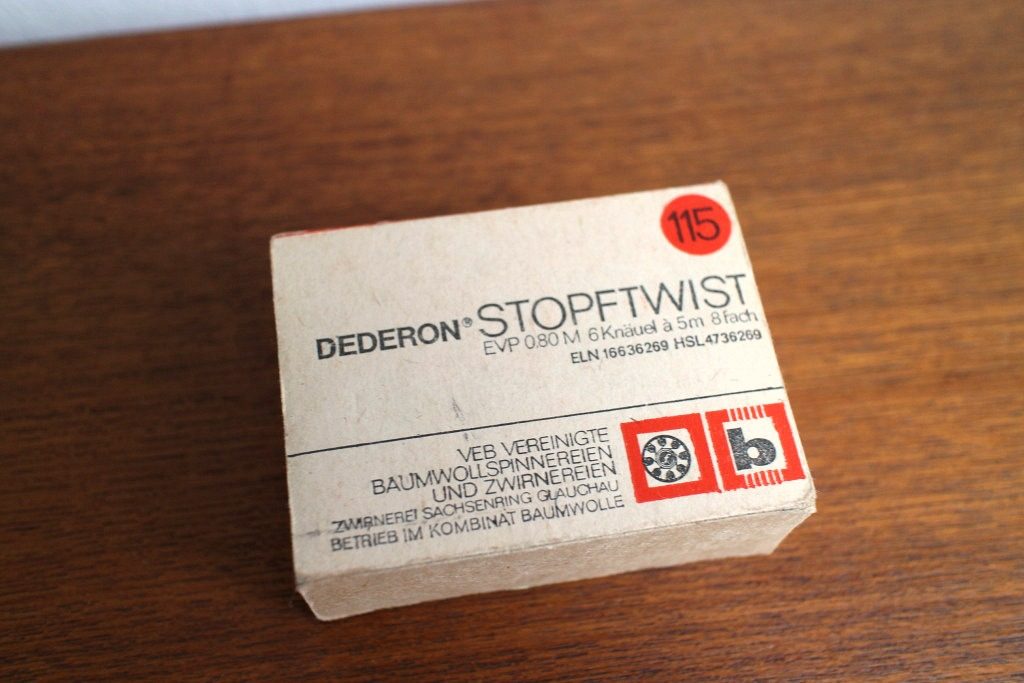 115
DEDERON® STOPFTWIST
EVP 0.80 M 6 Knäuel à 5m 8fach
ELN 16636269 HSL4736269
VEB VEREINIGTE
BAUMWOLLSPINNEREIEN
UND ZWIRNEREIEN
ZWIRNEREI SACHSENRING GLAUCHAU
BETRIEB IM KOMBINAT BAUMWOLLE
b